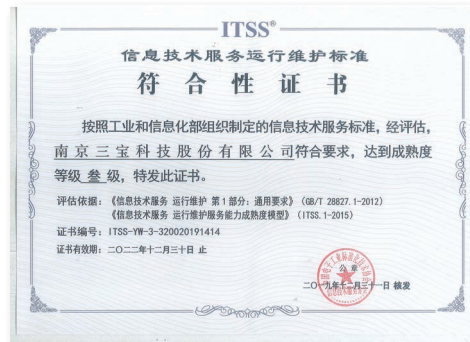 ITSS®
信息技术服务运行维护标准
符合性证书
按照工业和信息化部组织制定的信息技术服务标准，经评估，
南京三宝科技股份有限公司符合要求，达到成熟度
等级 叁 级，特发此证书。
评估依据：《信息技术服务 运行维护 第1部分：通用要求》（GB/T 28827.1-2012）
《信息技术服务 运行维护服务能力成熟度模型》（ITSS.1-2015）
证书编号：ITSS-YW-3-320020191414
证书有效期：二〇二二年十二月三十日 止
公 章
二〇一九年十二月三十一日 核发